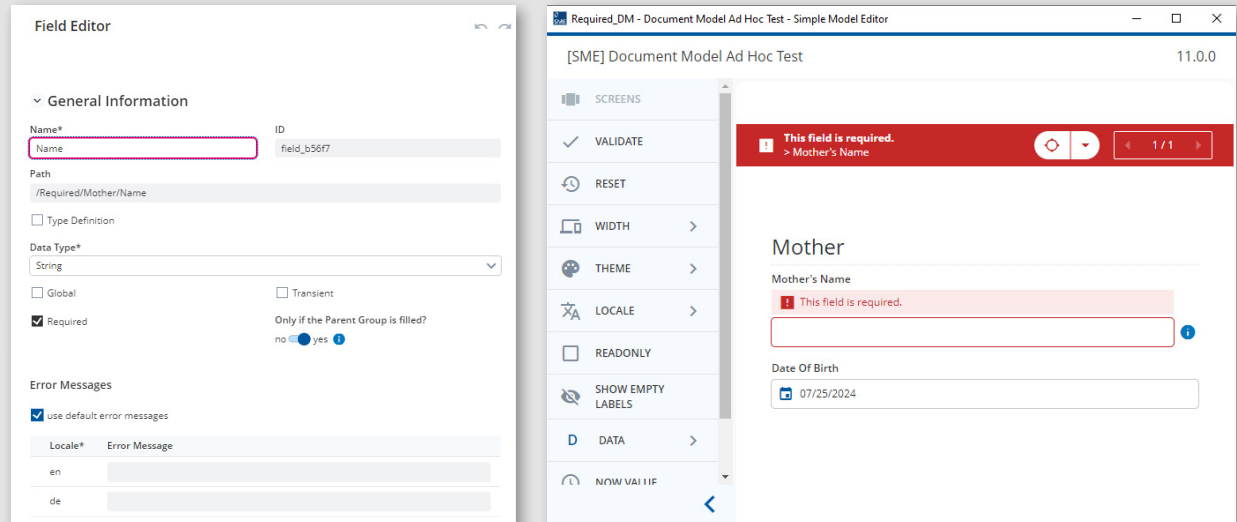 Field Editor
General Information
Name*
ID
Name
field_b56f7
Path
/Required/Mother/Name
Type Definition
Data Type*
String
Global
Transient
Required
Only if the Parent Group is filled?
no yes
Error Messages
use default error messages
Locale* Error Message
en
de
SME Required_DM - Document Model Ad Hoc Test - Simple Model Editor
[SME] Document Model Ad Hoc Test
11.0.0
SCREENS
VALIDATE
RESET
WIDTH
THEME
LOCALE
READONLY
SHOW EMPTY
LABELS
D DATA
NOW VALUE
This field is required.
> Mother's Name
1 / 1
Mother
Mother's Name
This field is required.
Date Of Birth
07/25/2024